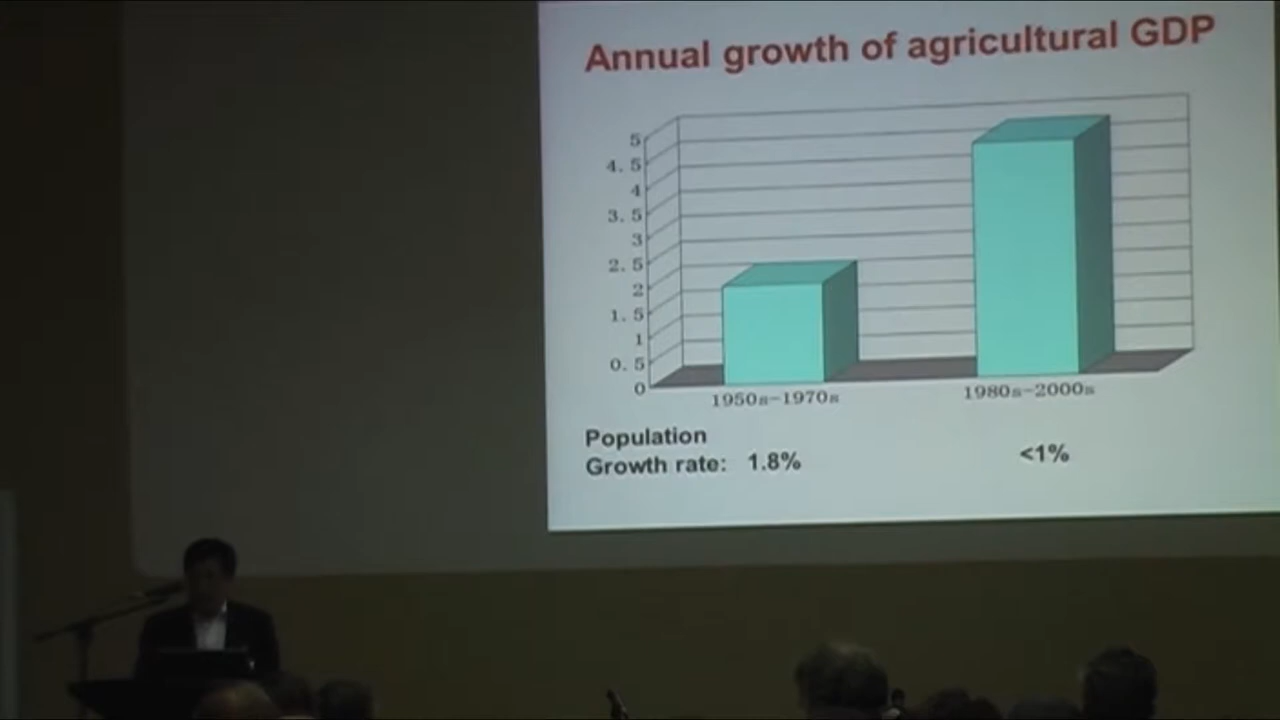 Annual growth of agricultural GDP
5
4. 5
4
3. 5
3
2. 5
2
1. 5
1
0. 5
0
1950s-1970s 1980s-2000s
Population
Growth rate: 1.8% <1%